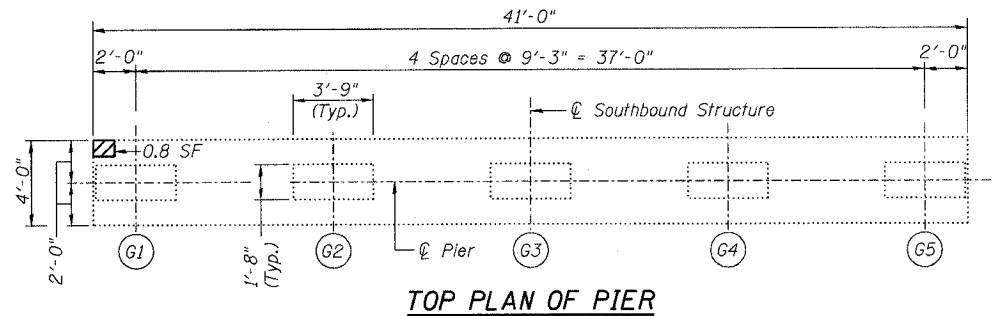 41'-0"
2'-0"
4 Spaces @ 9'-3" = 37'-0"
2'-0"
3'-9"
(Typ.)
℄ Southbound Structure
0.8 SF
4'-0"
2'-0"
1'-8"
(Typ.)
℄ Pier
G1
G2
G3
G4
G5
TOP PLAN OF PIER